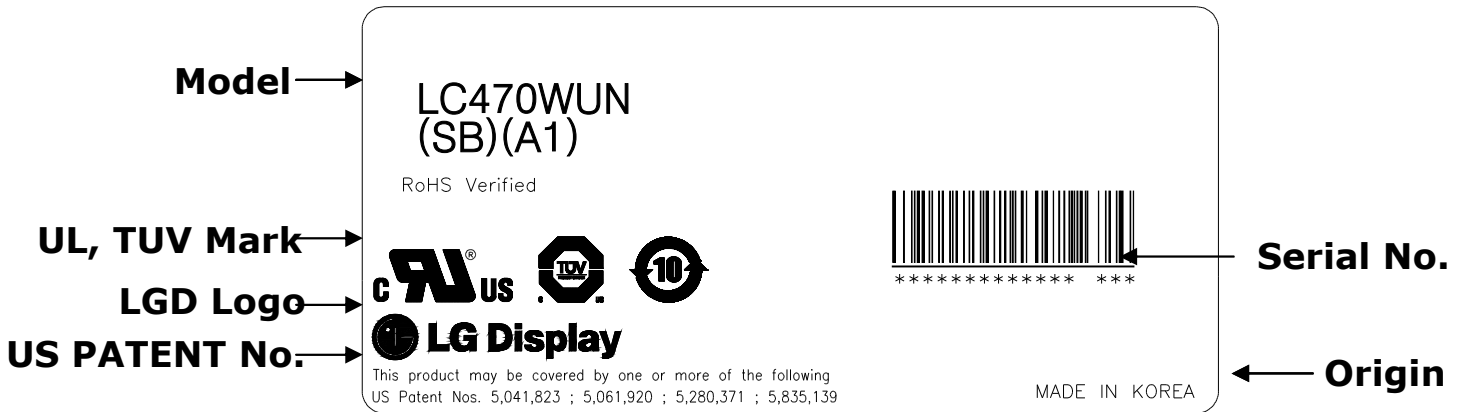 Model
LC470WUN
(SB)(A1)
RoHS Verified
UL, TUV Mark
C RU ® US
TÜV
10
LGD Logo
LG Display
US PATENT No.
This product may be covered by one or more of the following
US Patent Nos. 5,041,823 ; 5,061,920 ; 5,280,371 ; 5,835,139
************ ***
Serial No.
MADE IN KOREA
Origin